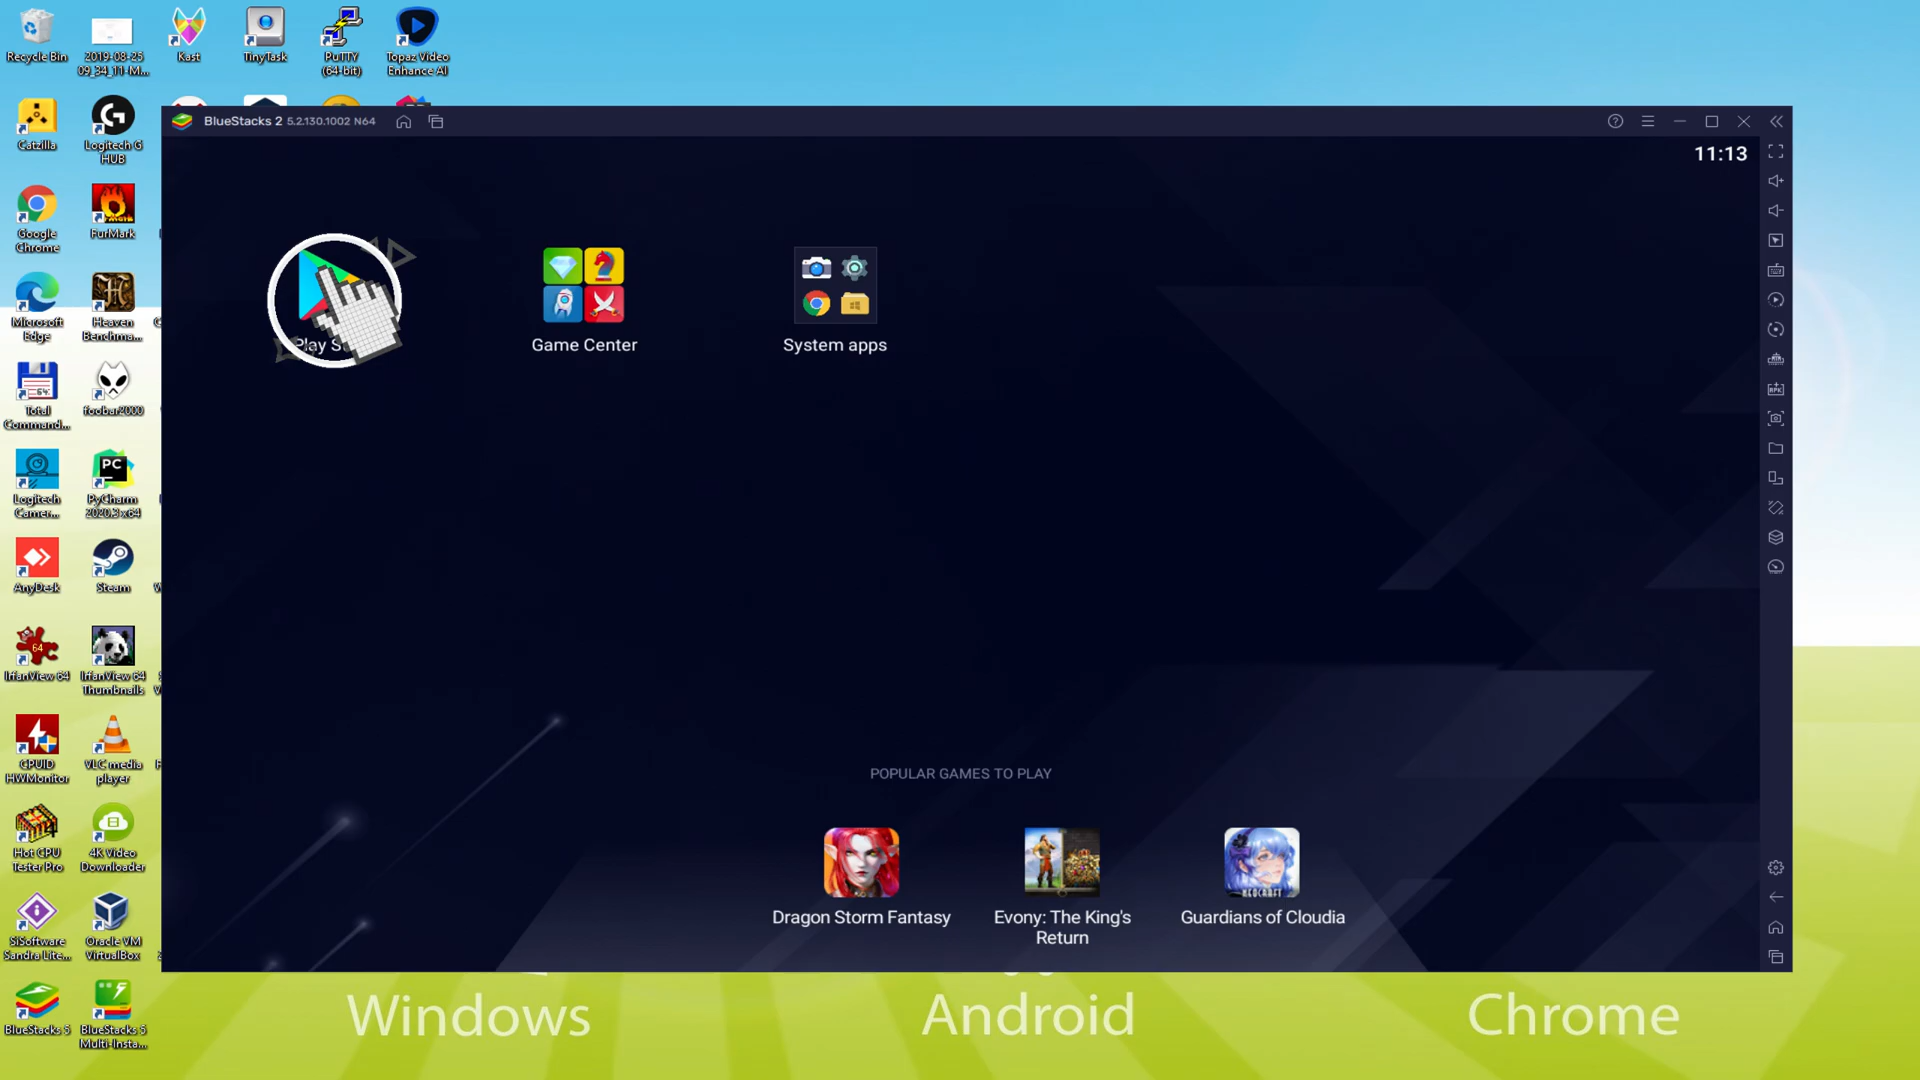 Recycle Bin
2019-08-25
09_34_11-M...
Kast
TinyTask
PuTTY
(64-bit)
Topaz Video
Enhance AI
Catzilla
Logitech G
HUB
BlueStacks 2 5.2.130.1002 N64
11:13
Google
Chrome
FurMark
Play S
Game Center
System apps
Microsoft
Edge
Heaven
Benchma...
Total
Command...
foobar2000
Logitech
Camer...
PyCharm
2020.3 x64
AnyDesk
Steam
IrfanView 64
IrfanView 64
Thumbnails
CPUID
HWMonitor
VLC media
player
POPULAR GAMES TO PLAY
Hot CPU
Tester Pro
4K Video
Downloader
NEOCRAFT
Dragon Storm Fantasy
Evony: The King's
Return
Guardians of Cloudia
SiSoftware
Sandra Lite...
Oracle VM
VirtualBox
BlueStacks 5
BlueStacks 5
Multi-Insta...
Windows
Android
Chrome